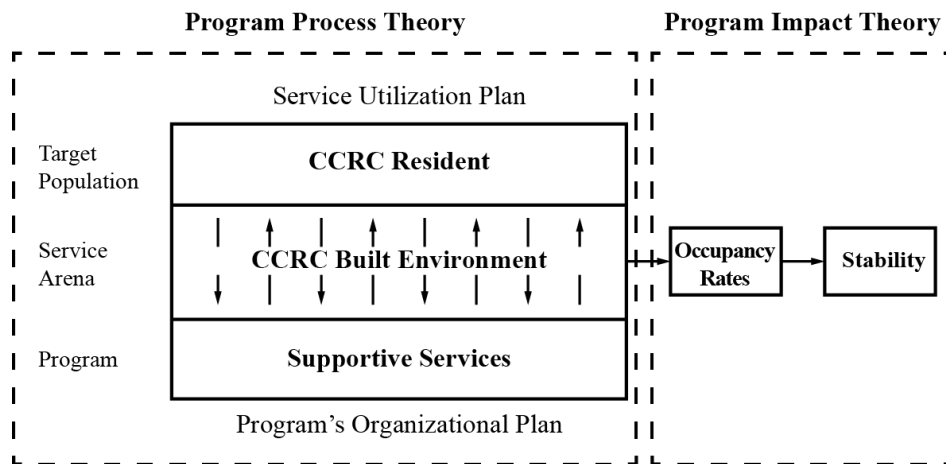 Program Process Theory
Program Impact Theory
Service Utilization Plan
Target
Population
CCRC Resident
Service
Arena
CCRC Built Environment
Occupancy
Rates
Stability
Program
Supportive Services
Program’s Organizational Plan